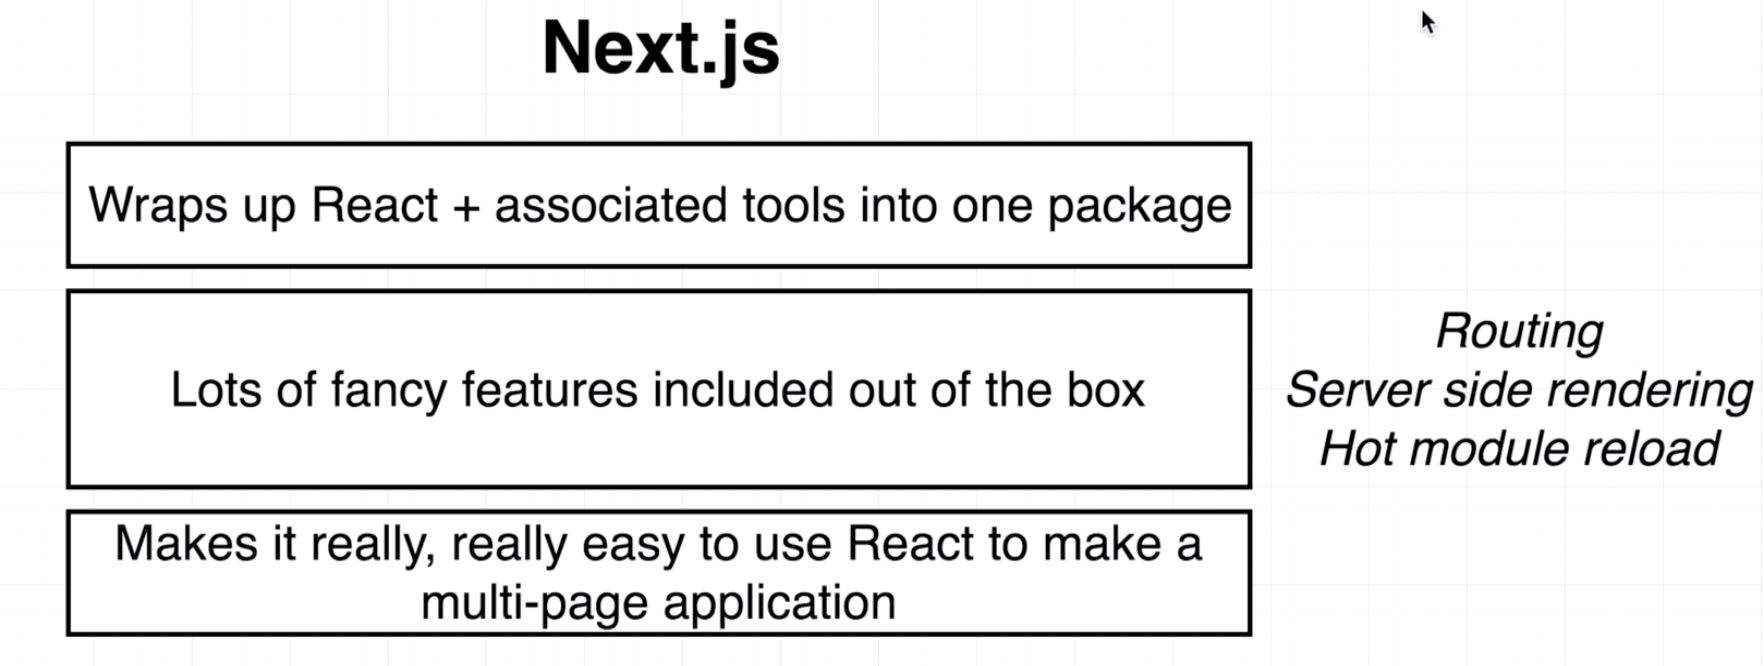 Next.js
Wraps up React + associated tools into one package
Lots of fancy features included out of the box
Routing
Server side rendering
Hot module reload
Makes it really, really easy to use React to make a
multi-page application